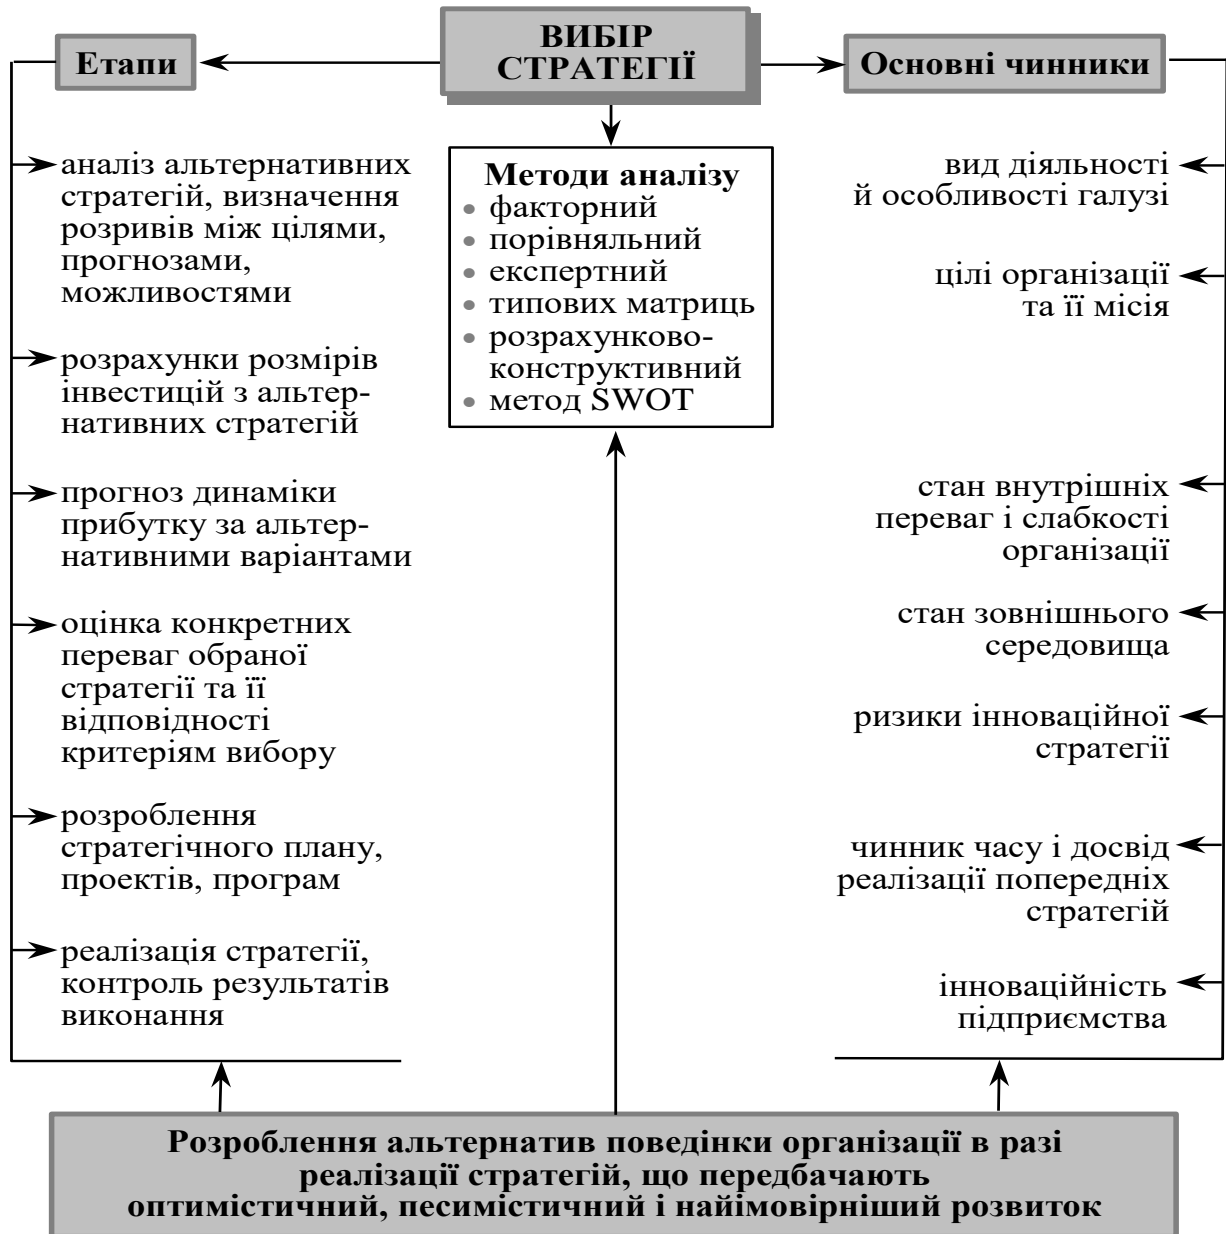 ВИБІР
СТРАТЕГІЇ
Етапи
аналіз альтернативних
стратегій, визначення
розривів між цілями,
прогнозами,
можливостями
розрахунки розмірів
інвестицій з альтер-
нативних стратегій
прогноз динаміки
прибутку за альтер-
нативними варіантами
оцінка конкретних
переваг обраної
стратегії та її
відповідності
критеріям вибору
розроблення
стратегічного плану,
проектів, програм
реалізація стратегії,
контроль результатів
виконання
Методи аналізу
• факторний
• порівняльний
• експертний
• типових матриць
• розрахунково-
конструктивний
• метод SWOT
Основні чинники
вид діяльності
й особливості галузі
цілі організації
та її місія
стан внутрішніх
переваг і слабкості
організації
стан зовнішнього
середовища
ризики інноваційної
стратегії
чинник часу і досвід
реалізації попередніх
стратегій
інноваційність
підприємства
Розроблення альтернатив поведінки організації в разі
реалізації стратегій, що передбачають
оптимістичний, песимістичний і найімовірніший розвиток